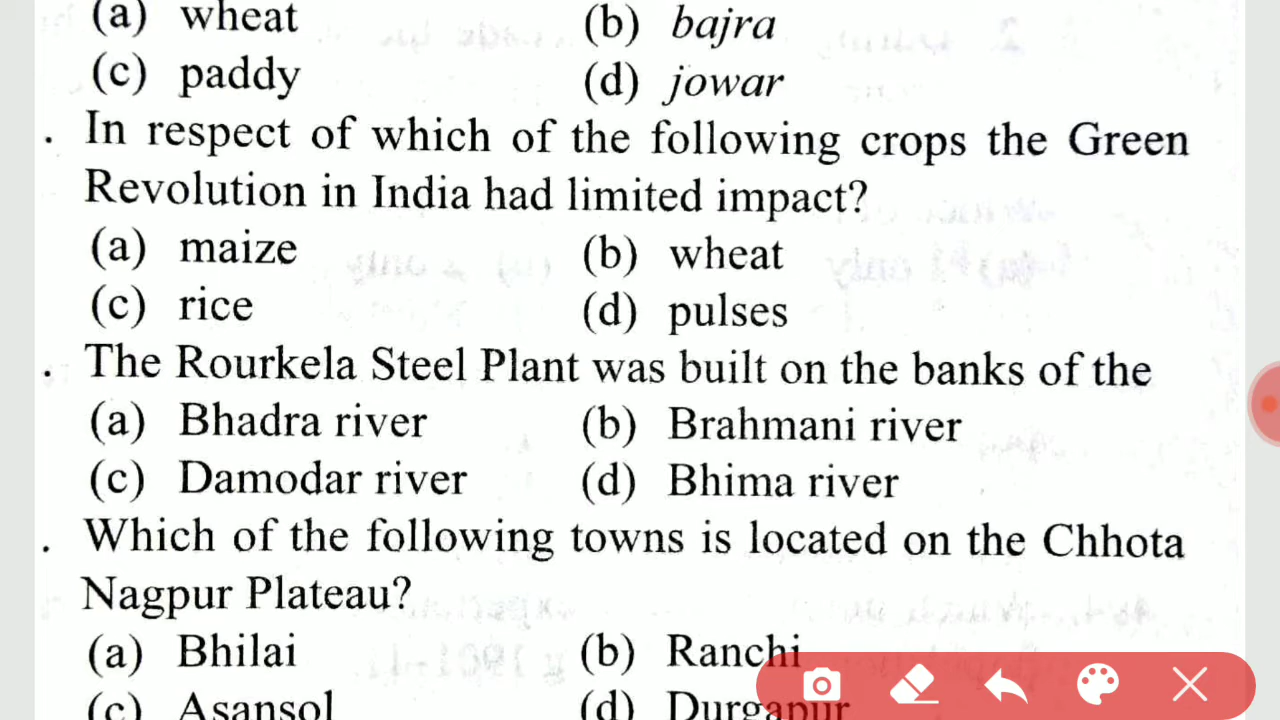 (a) wheat (b) bajra
(c) paddy (d) jowar
. In respect of which of the following crops the Green
Revolution in India had limited impact?
(a) maize (b) wheat
(c) rice (d) pulses
. The Rourkela Steel Plant was built on the banks of the
(a) Bhadra river (b) Brahmani river
(c) Damodar river (d) Bhima river
. Which of the following towns is located on the Chhota
Nagpur Plateau?
(a) Bhilai (b) Ranchi
(c) Asansol (d) Durgapur